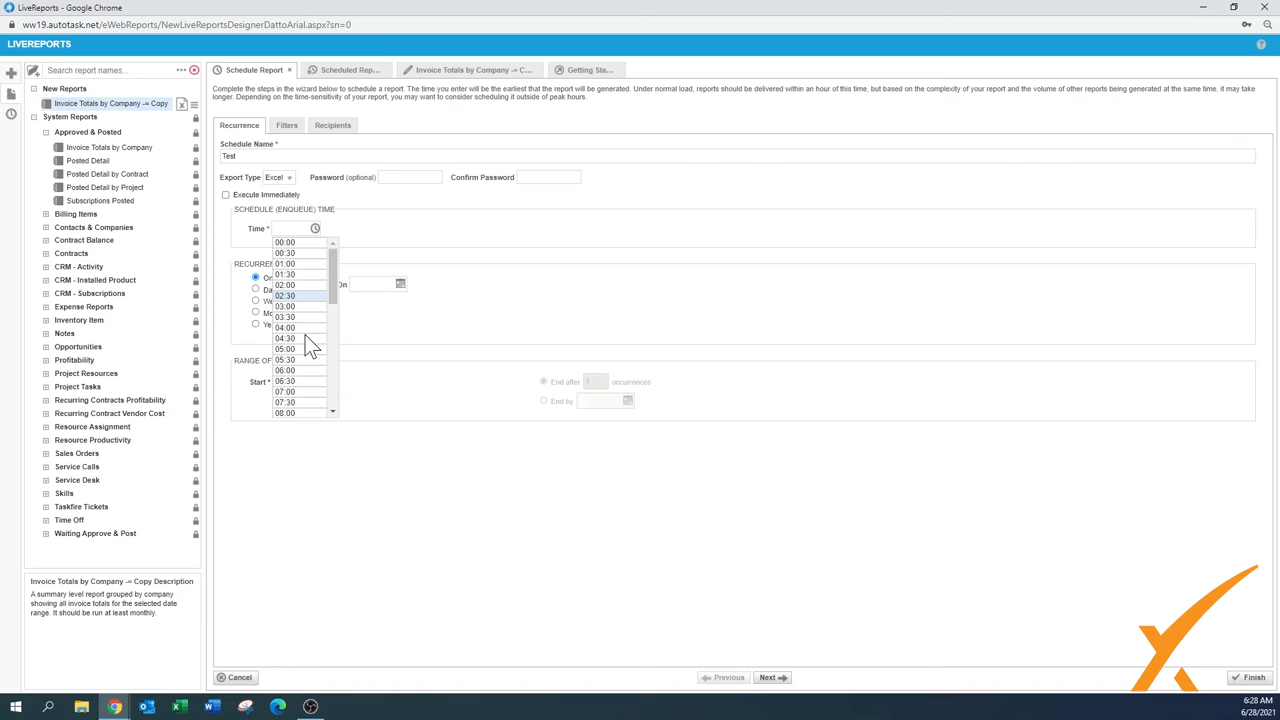 LiveReports - Google Chrome
ww19.autotask.net/eWebReports/NewLiveReportsDesignerDattoArial.aspx?sn=0
LIVEREPORTS
Search report names...
Schedule Report
Scheduled Rep...
Invoice Totals by Company -= C...
Getting Sta...
New Reports
Invoice Totals by Company -= Copy
System Reports
Approved & Posted
Invoice Totals by Company
Posted Detail
Posted Detail by Contract
Posted Detail by Project
Subscriptions Posted
Billing Items
Contacts & Companies
Contract Balance
Contracts
CRM - Activity
CRM - Installed Product
CRM - Subscriptions
Expense Reports
Inventory Item
Notes
Opportunities
Profitability
Project Resources
Project Tasks
Recurring Contracts Profitability
Recurring Contract Vendor Cost
Resource Assignment
Resource Productivity
Sales Orders
Service Calls
Service Desk
Skills
Taskfire Tickets
Time Off
Waiting Approve & Post
Invoice Totals by Company -= Copy Description
A summary level report grouped by company
showing all invoice totals for the selected date
range. It should be run at least monthly.
Complete the steps in the wizard below to schedule a report. The time you enter will be the earliest that the report will be generated. Under normal load, reports should be delivered within an hour of this time, but based on the complexity of your report and the volume of other reports being generated at the same time, it may take
longer. Depending on the time-sensitivity of your report, you may want to consider scheduling it outside of peak hours.
Recurrence
Filters
Recipients
Schedule Name *
Test
Export Type Excel
Password (optional)
Confirm Password
Execute Immediately
SCHEDULE (ENQUEUE) TIME
Time *
00:00
00:30
01:00
01:30
02:00
02:30
03:00
03:30
04:00
04:30
05:00
05:30
06:00
06:30
07:00
07:30
08:00
RECURREN
On
Da
We
Mo
Ye
On
RANGE OF
Start *
End after 1 occurrences
End by
Cancel
Previous
Next
Finish
6:28 AM
6/28/2021